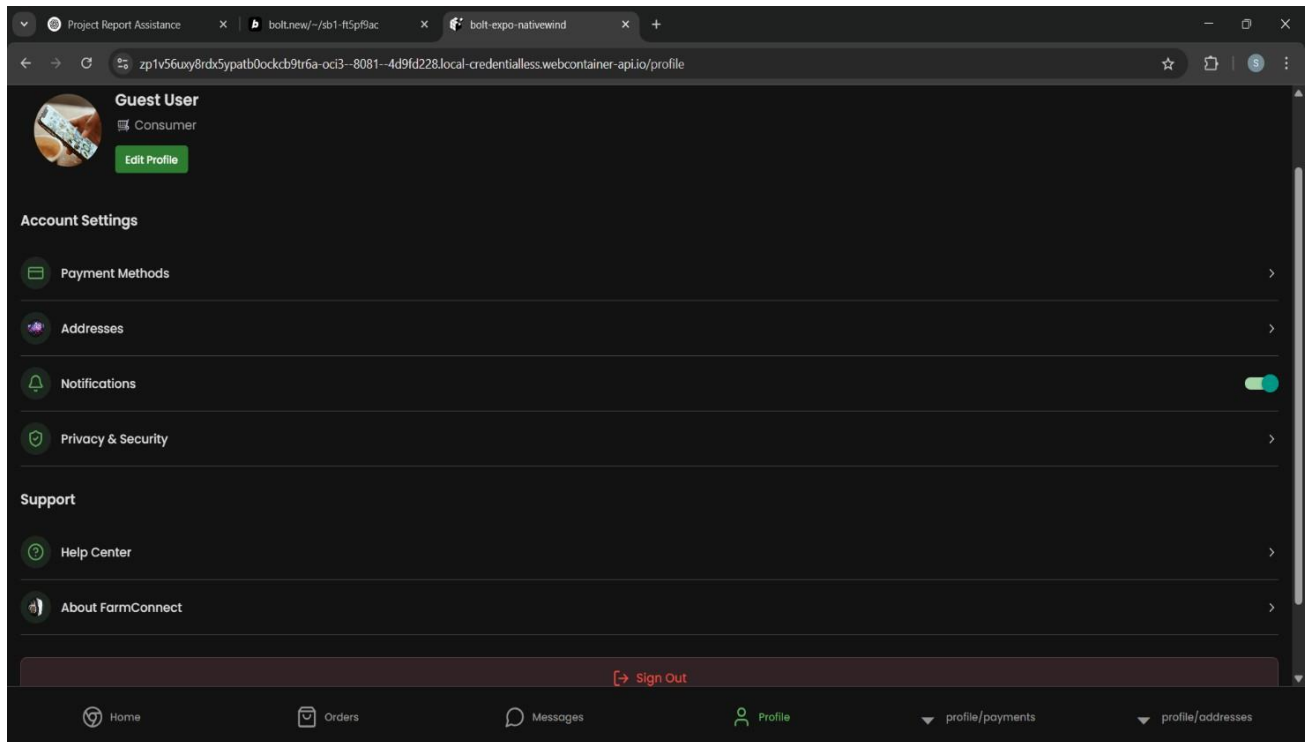 Project Report Assistance
bolt.new/~/sb1-ft5pf9ac
bolt-expo-nativewind
zp1v56uxy8rdx5ypatb0ockcb9tr6a-oci3--8081--4d9fd228.local-credentialless.webcontainer-api.io/profile
S
Guest User
Consumer
Edit Profile
Account Settings
Payment Methods
Addresses
Notifications
Privacy & Security
Support
Help Center
About FarmConnect
Sign Out
Home
Orders
Messages
Profile
profile/payments
profile/addresses